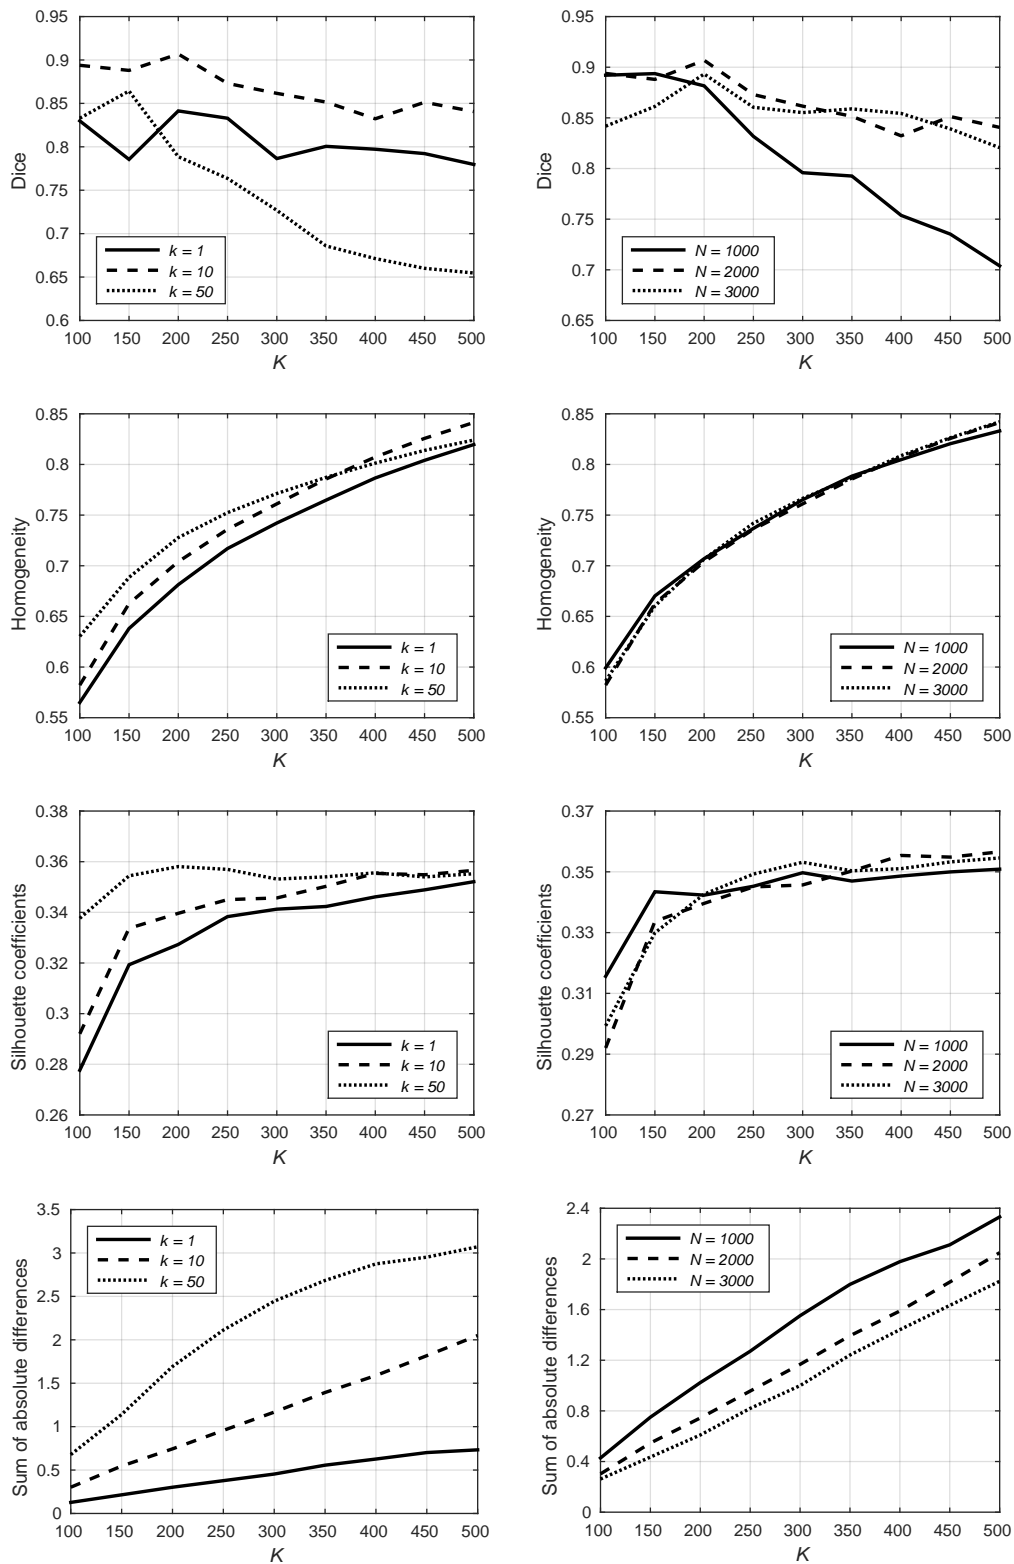 0.95
0.9
0.85
0.8
0.75
0.7
0.65
0.6
Dice
k = 1
k = 10
k = 50
100 150 200 250 300 350 400 450 500
K
0.95
0.9
0.85
0.8
0.75
0.7
0.65
Dice
N = 1000
N = 2000
N = 3000
100 150 200 250 300 350 400 450 500
K
0.85
0.8
0.75
0.7
0.65
0.6
0.55
Homogeneity
k = 1
k = 10
k = 50
100 150 200 250 300 350 400 450 500
K
0.85
0.8
0.75
0.7
0.65
0.6
0.55
Homogeneity
N = 1000
N = 2000
N = 3000
100 150 200 250 300 350 400 450 500
K
0.38
0.36
0.34
0.32
0.3
0.28
0.26
Silhouette coefficients
k = 1
k = 10
k = 50
100 150 200 250 300 350 400 450 500
K
0.37
0.35
0.33
0.31
0.29
0.27
Silhouette coefficients
N = 1000
N = 2000
N = 3000
100 150 200 250 300 350 400 450 500
K
3.5
3
2.5
2
1.5
1
0.5
0
Sum of absolute differences
k = 1
k = 10
k = 50
100 150 200 250 300 350 400 450 500
K
2.4
2
1.6
1.2
0.8
0.4
0
Sum of absolute differences
N = 1000
N = 2000
N = 3000
100 150 200 250 300 350 400 450 500
K